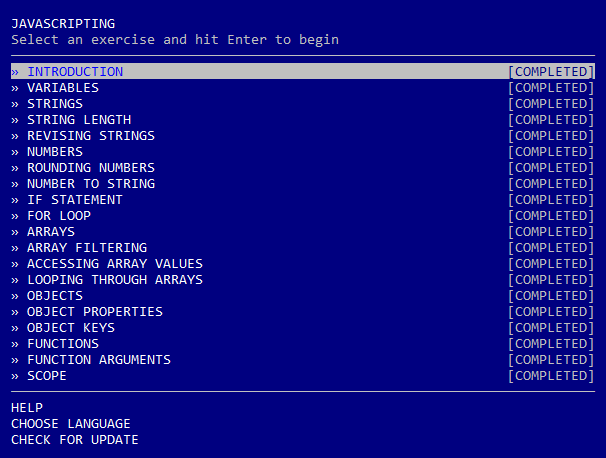 JAVASCRIPTING
Select an exercise and hit Enter to begin
» INTRODUCTION [COMPLETED]
» VARIABLES [COMPLETED]
» STRINGS [COMPLETED]
» STRING LENGTH [COMPLETED]
» REVISING STRINGS [COMPLETED]
» NUMBERS [COMPLETED]
» ROUNDING NUMBERS [COMPLETED]
» NUMBER TO STRING [COMPLETED]
» IF STATEMENT [COMPLETED]
» FOR LOOP [COMPLETED]
» ARRAYS [COMPLETED]
» ARRAY FILTERING [COMPLETED]
» ACCESSING ARRAY VALUES [COMPLETED]
» LOOPING THROUGH ARRAYS [COMPLETED]
» OBJECTS [COMPLETED]
» OBJECT PROPERTIES [COMPLETED]
» OBJECT KEYS [COMPLETED]
» FUNCTIONS [COMPLETED]
» FUNCTION ARGUMENTS [COMPLETED]
» SCOPE [COMPLETED]
HELP
CHOOSE LANGUAGE
CHECK FOR UPDATE